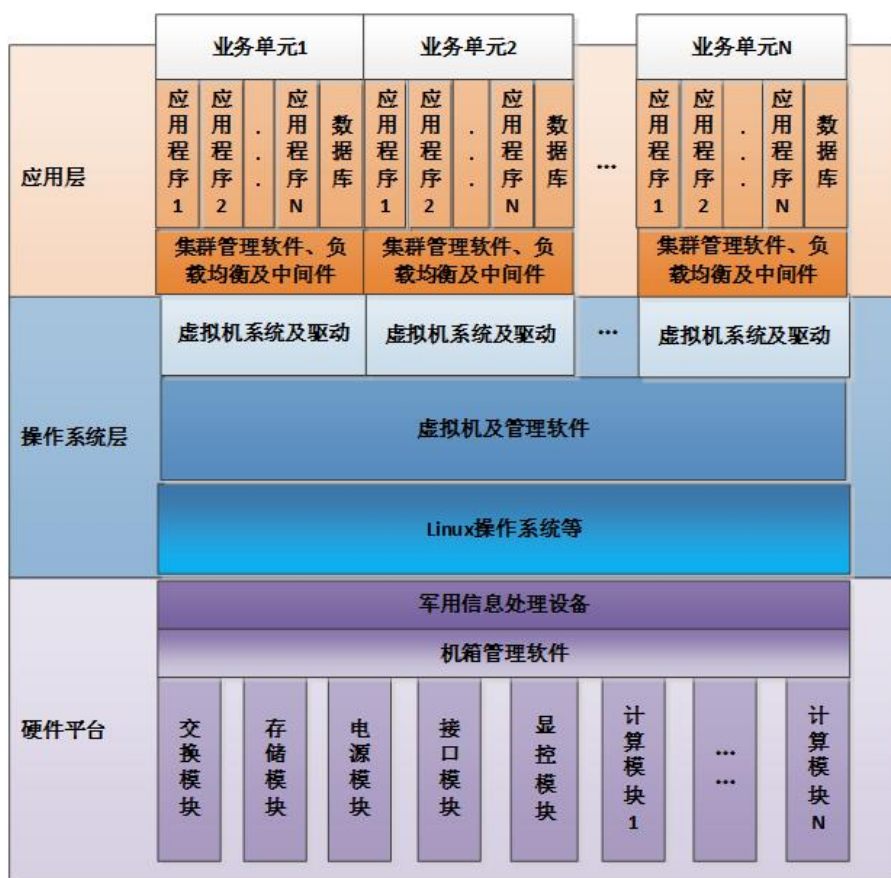 业务单元1
业务单元2
业务单元N
应用层
应用程序1
应用程序2
...
应用程序N
数据库
应用程序1
应用程序2
...
应用程序N
数据库
...
应用程序1
应用程序2
...
应用程序N
数据库
集群管理软件、负
载均衡及中间件
集群管理软件、负
载均衡及中间件
集群管理软件、负
载均衡及中间件
操作系统层
虚拟机系统及驱动
虚拟机系统及驱动
...
虚拟机系统及驱动
虚拟机及管理软件
Linux操作系统等
硬件平台
军用信息处理设备
机箱管理软件
交换模块
存储模块
电源模块
接口模块
显控模块
计算模块1
……
计算模块N